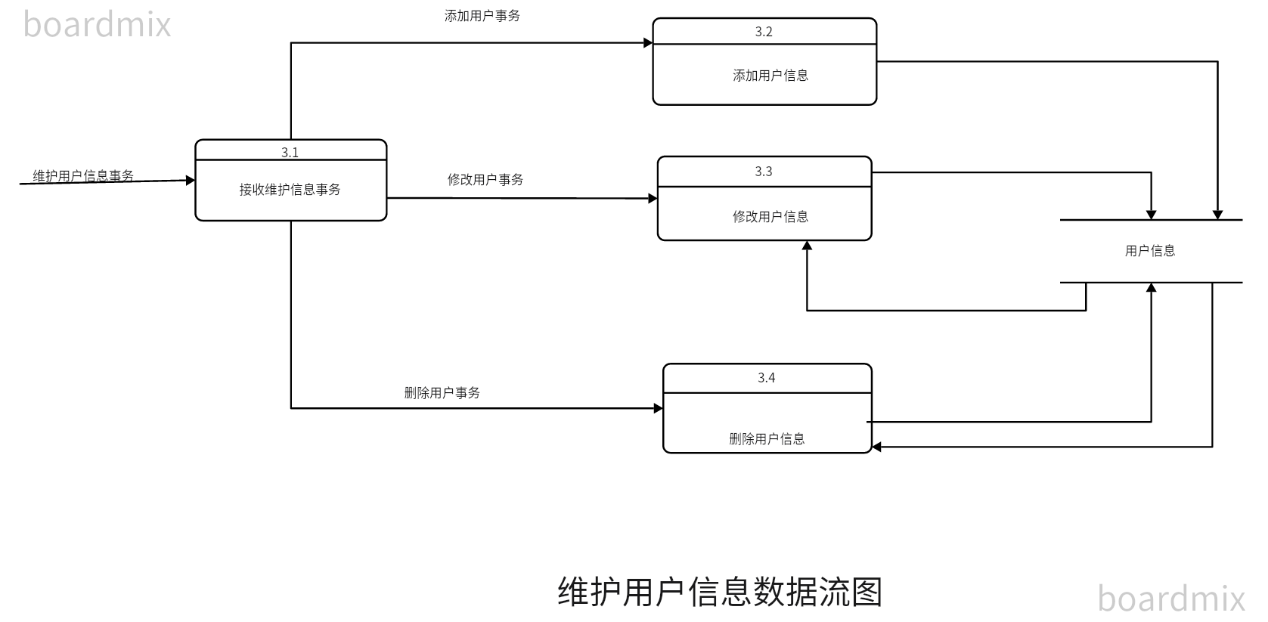 boardmix
添加用户事务
3.2
添加用户信息
3.1
维护用户信息事务
接收维护信息事务
修改用户事务
3.3
修改用户信息
用户信息
3.4
删除用户事务
删除用户信息
维护用户信息数据流图
boardmix